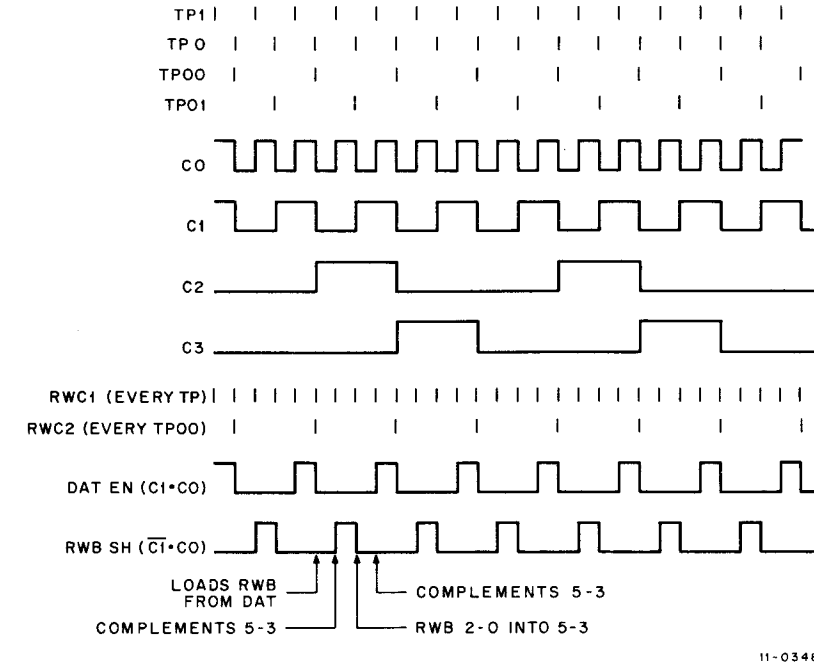 TP1
TP0
TP00
TP01
C0
C1
C2
C3
RWC1 (EVERY TP)
RWC2 (EVERY TP00)
DAT EN (C1•C0)
RWB SH (C̅1̅•C0)
LOADS RWB
FROM DAT
COMPLEMENTS 5-3
COMPLEMENTS 5-3
RWB 2-0 INTO 5-3
11-0348